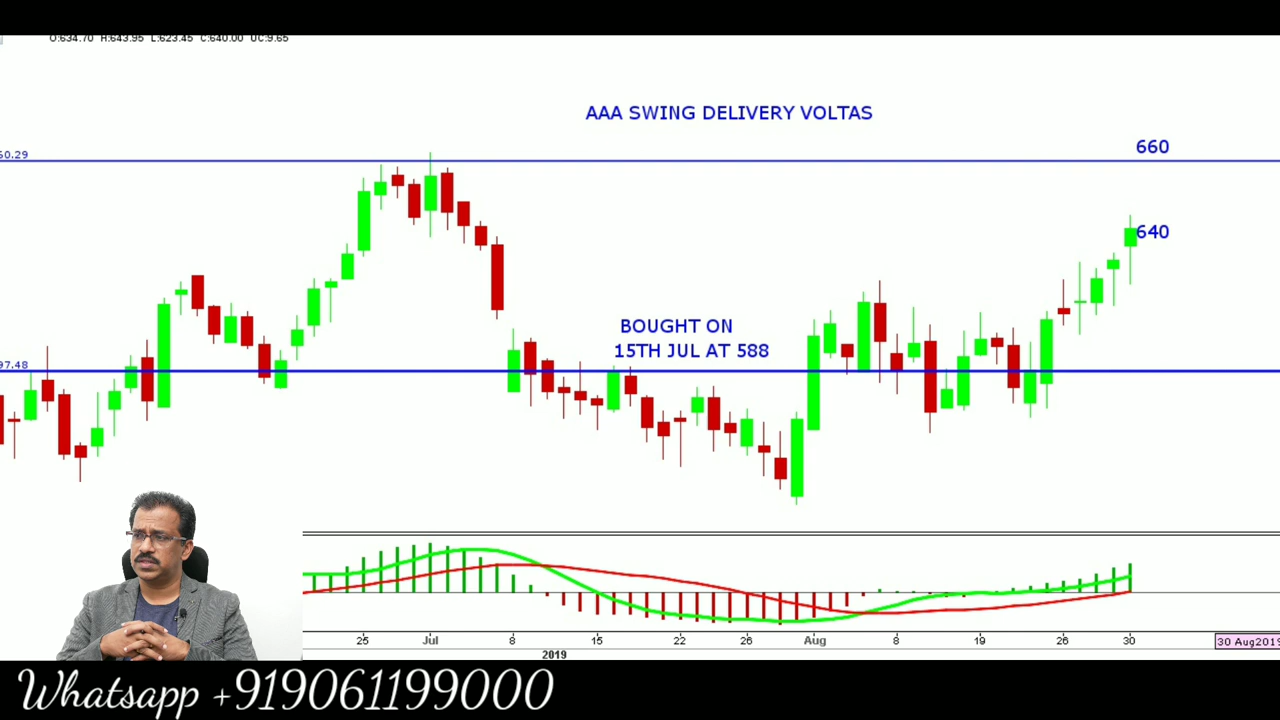 O:634.70 H:643.95 L:623.45 C:640.00 UC:9.65
AAA SWING DELIVERY VOLTAS
660
60.29
640
BOUGHT ON
15TH JUL AT 588
97.48
25 Jul 8 15 22 26 Aug 8 19 26 30
30 Aug2019
2019
Whatsapp +919061199000